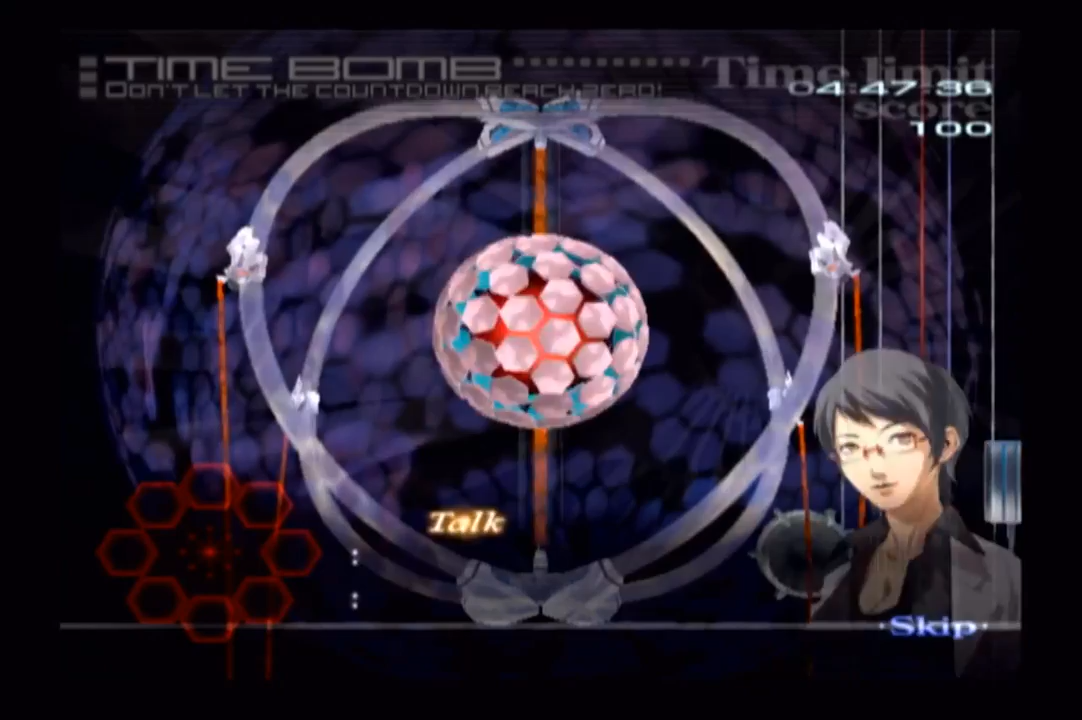 TIME BOMB
Time limit
DON'T LET THE COUNTDOWN REACH ZERO!
04:47:36
score
100
Talk
Skip